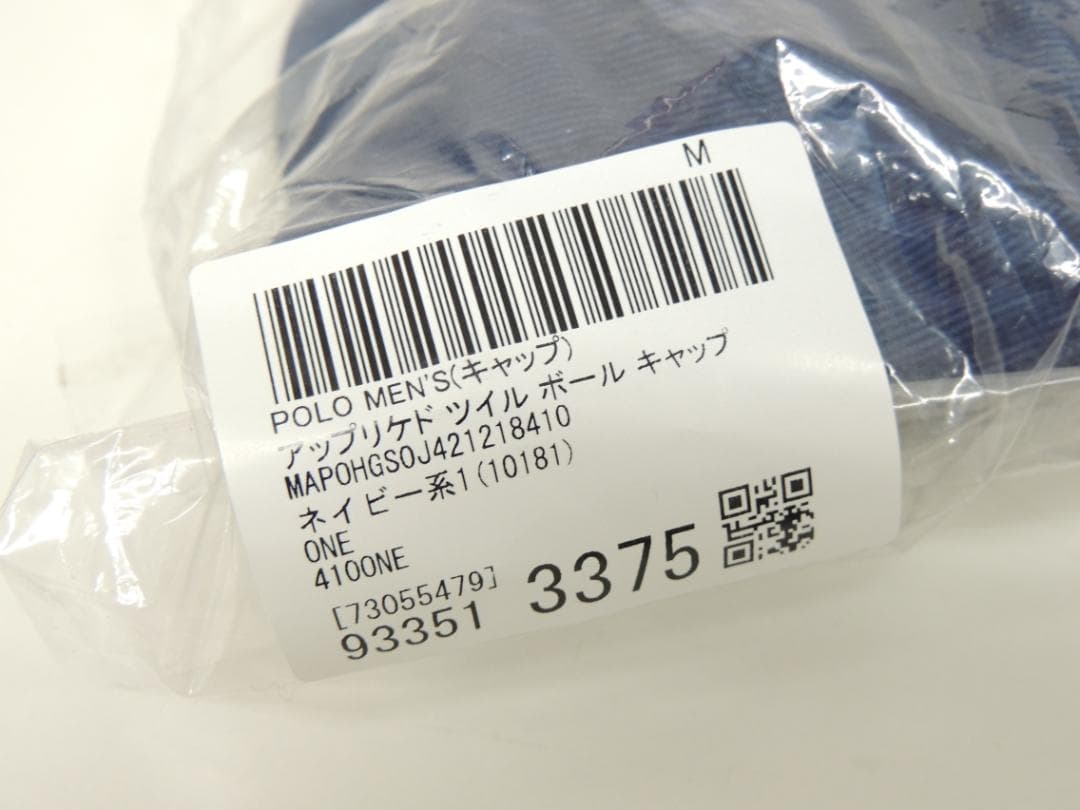 M
POLO MEN'S(キャップ)
アップリケド ツイル ボール キャップ
MAPOHGS0J421218410
ネイビー系1(10181)
ONE
410ONE
[73055479]
93351 3375